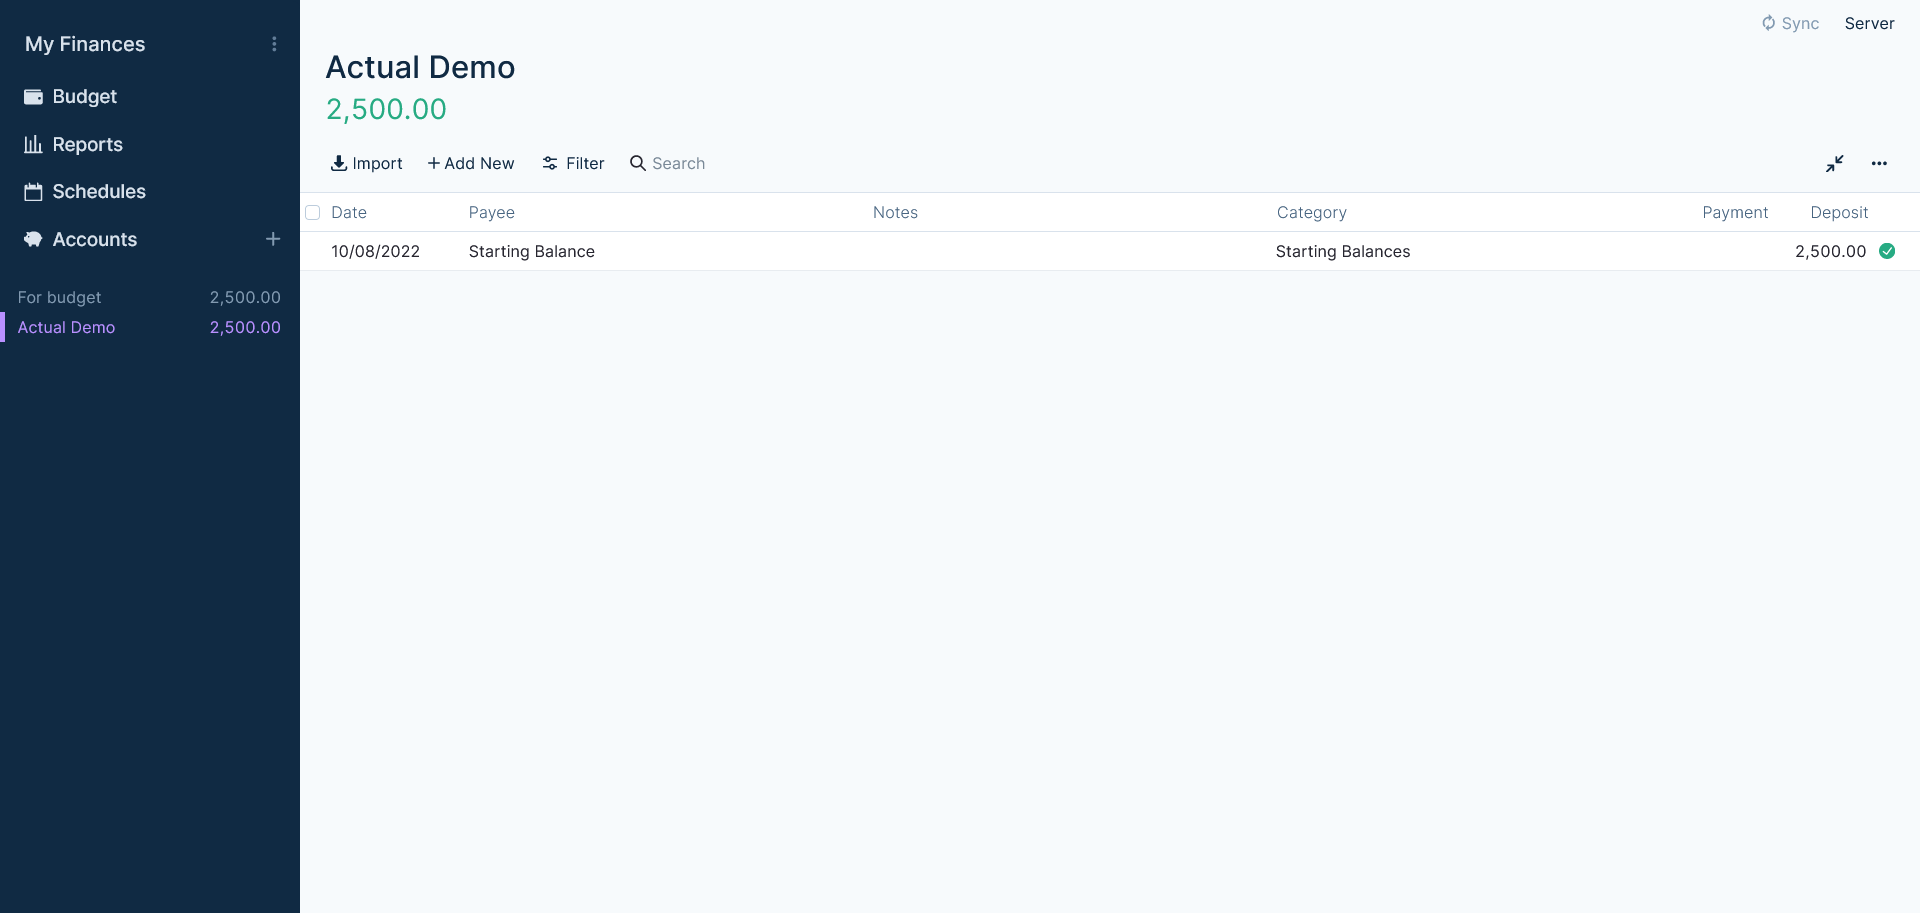 My Finances
Budget
Reports
Schedules
Accounts
For budget 2,500.00
Actual Demo 2,500.00
Sync Server
Actual Demo
2,500.00
Import Add New Filter Search
Date Payee Notes Category Payment Deposit
10/08/2022 Starting Balance Starting Balances 2,500.00